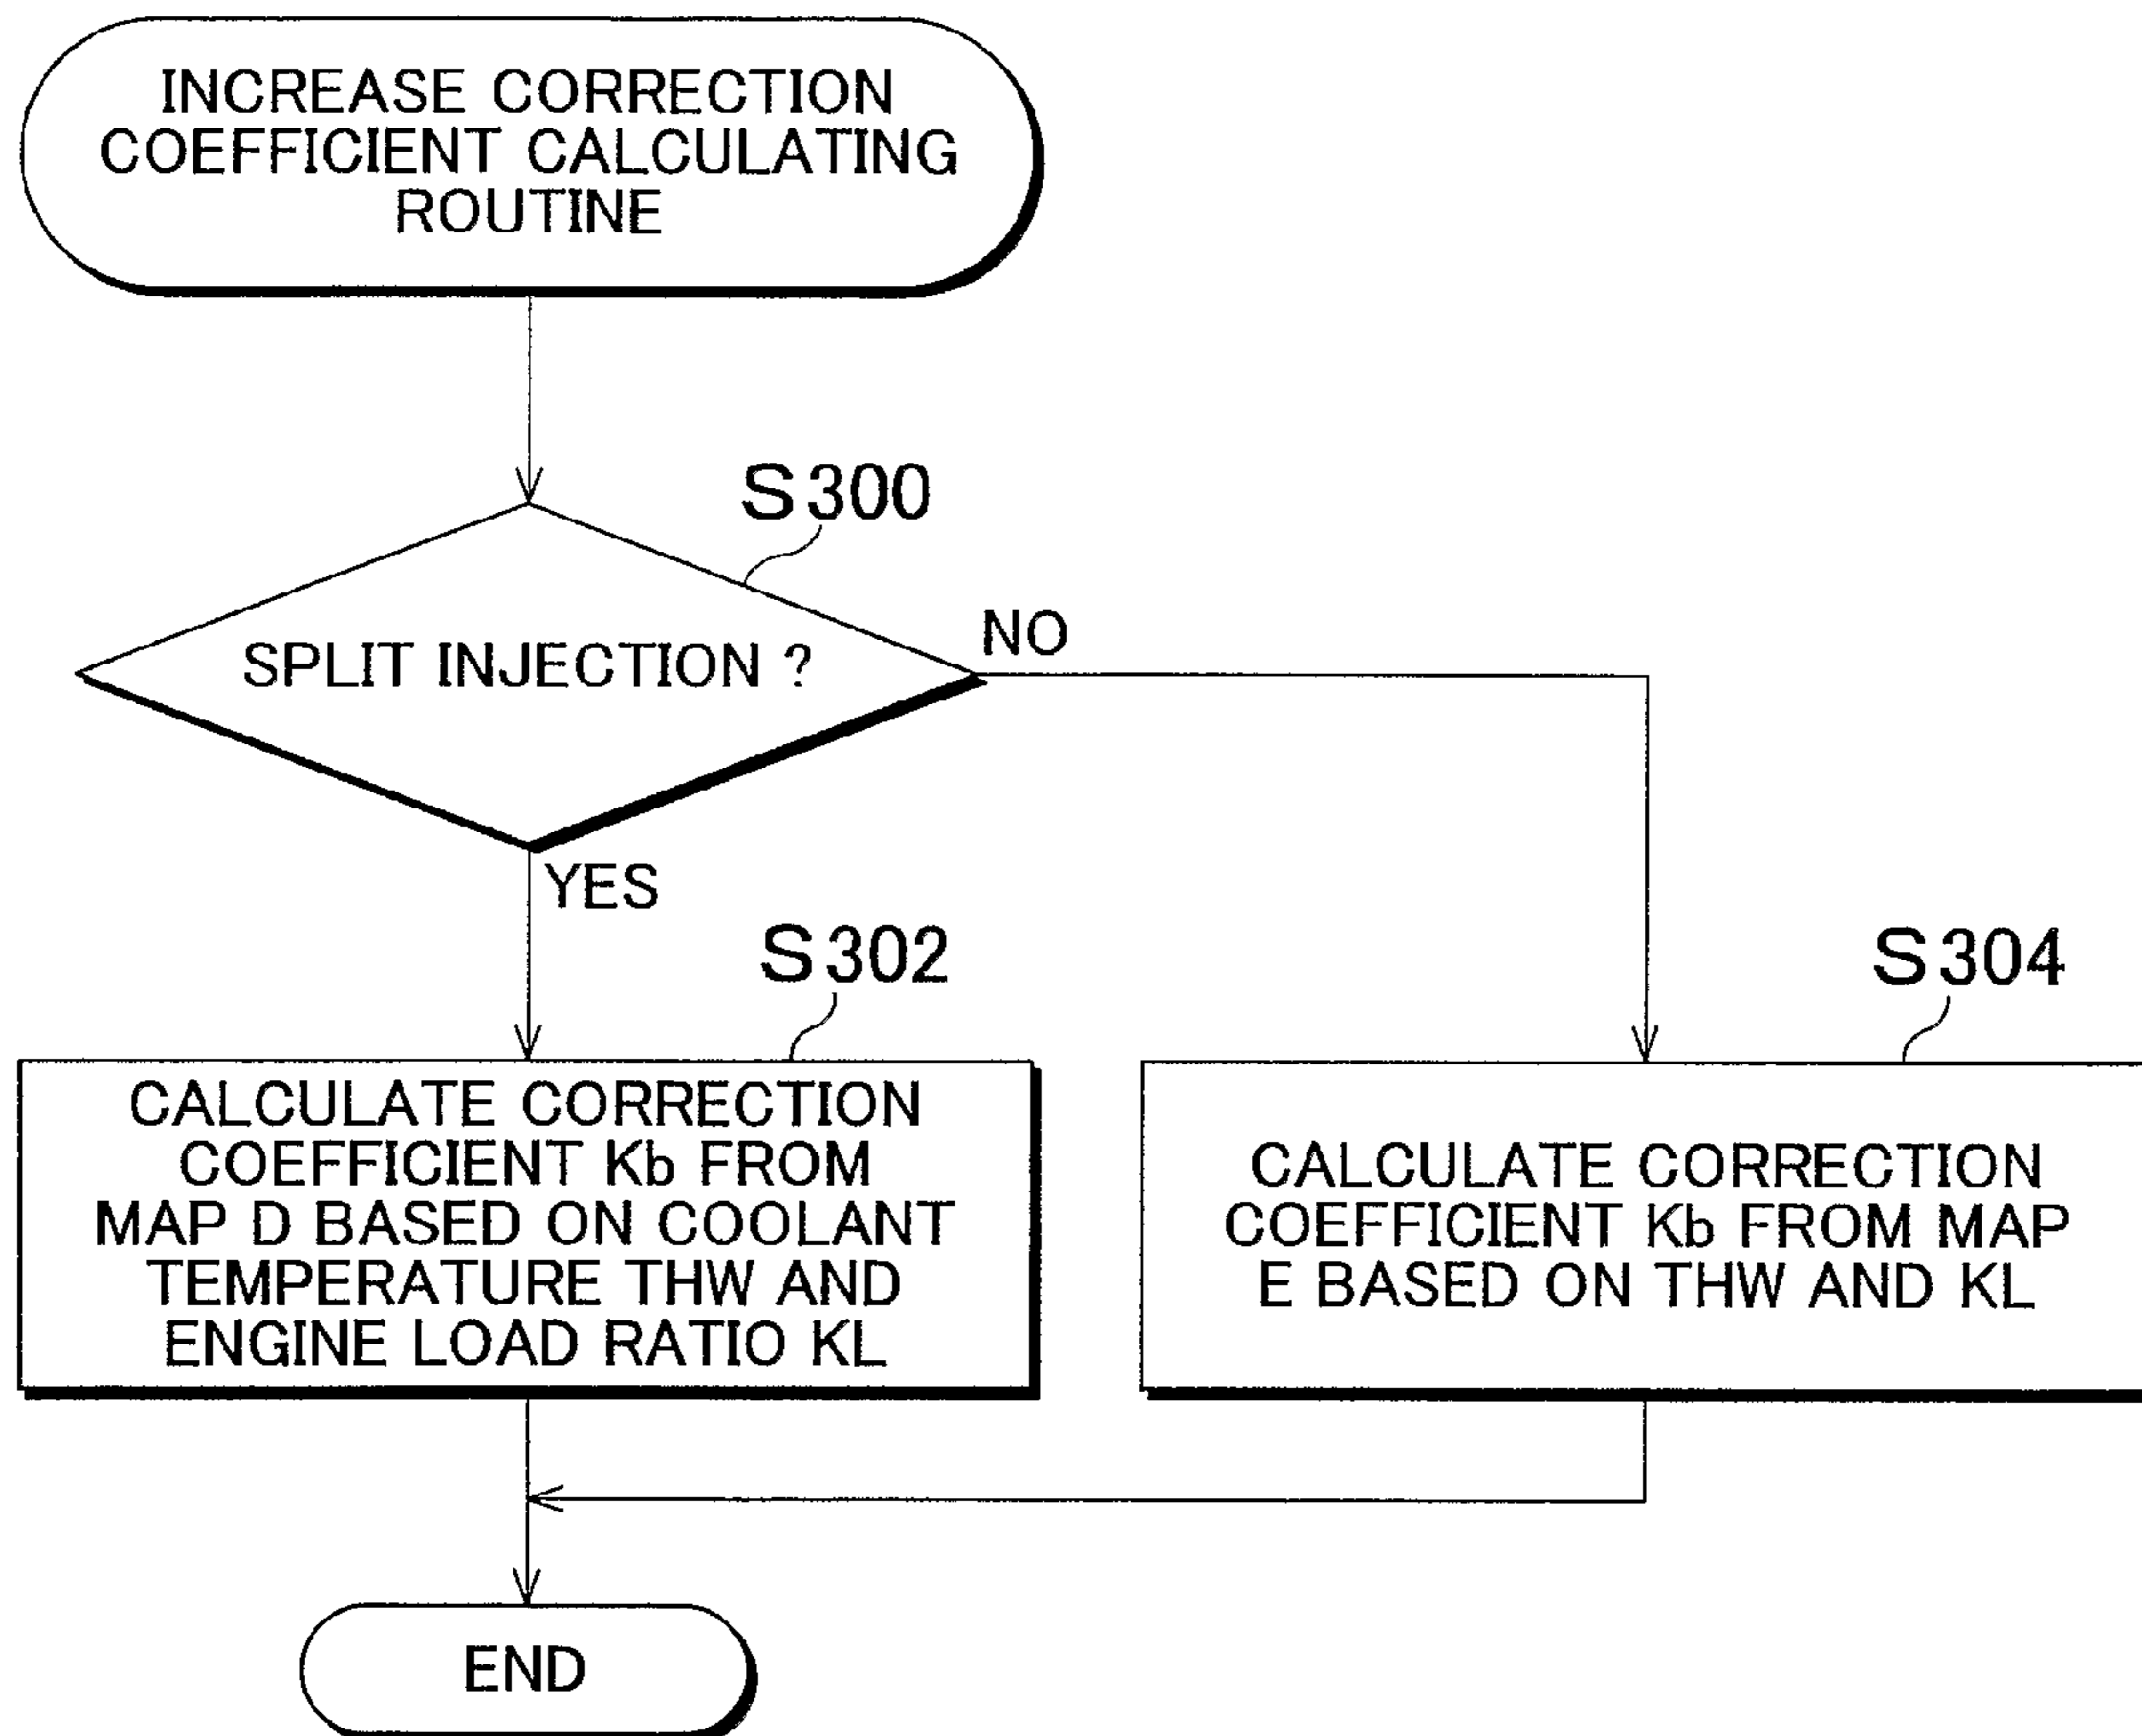 INCREASE CORRECTION
COEFFICIENT CALCULATING
ROUTINE
S300
SPLIT INJECTION ?
NO
YES
S302
CALCULATE CORRECTION
COEFFICIENT Kb FROM
MAP D BASED ON COOLANT
TEMPERATURE THW AND
ENGINE LOAD RATIO KL
S304
CALCULATE CORRECTION
COEFFICIENT Kb FROM MAP
E BASED ON THW AND KL
END